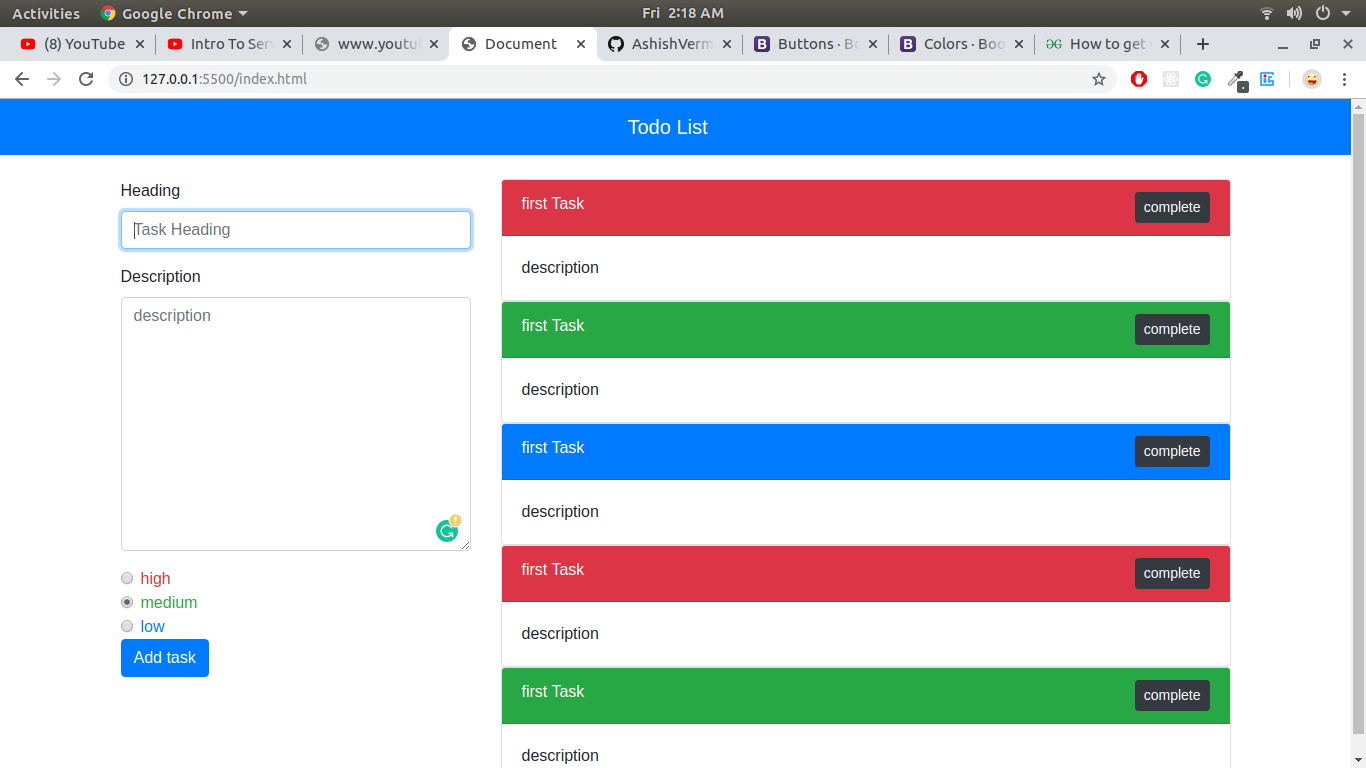 Activities Google Chrome Fri 2:18 AM
(8) YouTube Intro To Ser www.youtu Document AshishVerm Buttons · Bo Colors · Boo How to get
127.0.0.1:5500/index.html
Todo List
Heading
Task Heading
Description
description
high
medium
low
Add task
first Task complete
description
first Task complete
description
first Task complete
description
first Task complete
description
first Task complete
description